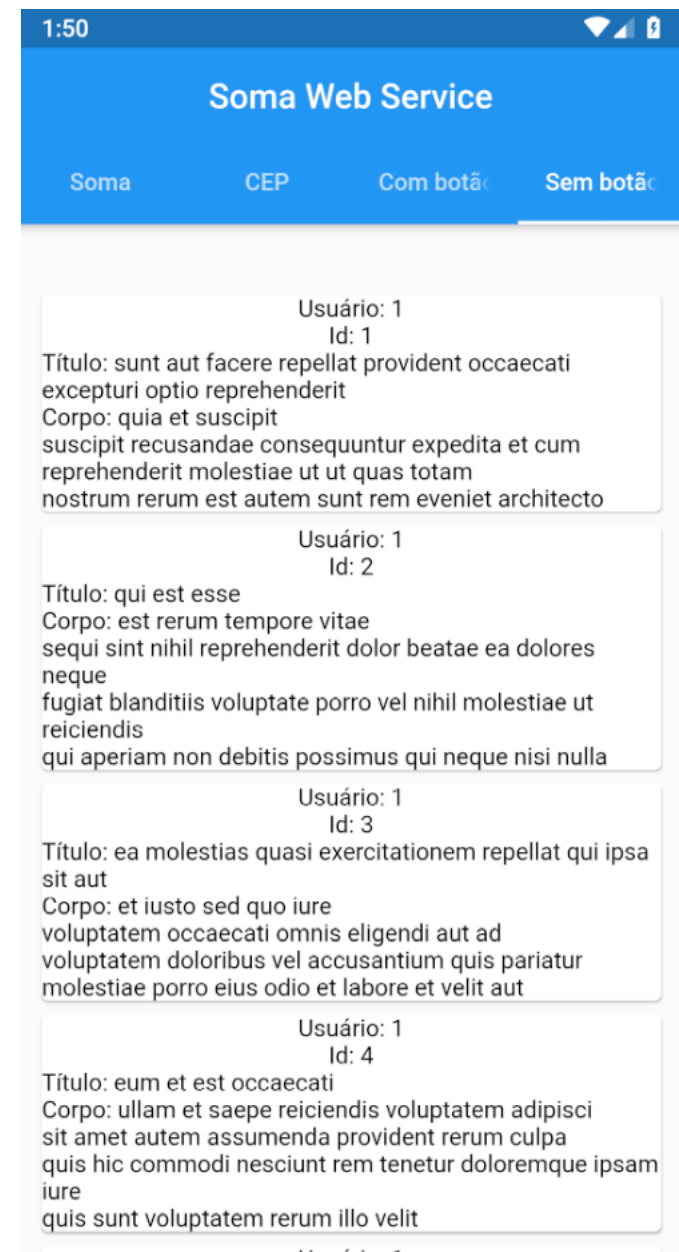 1:50
Soma Web Service
Soma CEP Com botão Sem botão
Usuário: 1
Id: 1
Título: sunt aut facere repellat provident occaecati
excepturi optio reprehenderit
Corpo: quia et suscipit
suscipit recusandae consequuntur expedita et cum
reprehenderit molestiae ut ut quas totam
nostrum rerum est autem sunt rem eveniet architecto
Usuário: 1
Id: 2
Título: qui est esse
Corpo: est rerum tempore vitae
sequi sint nihil reprehenderit dolor beatae ea dolores
neque
fugiat blanditiis voluptate porro vel nihil molestiae ut
reiciendis
qui aperiam non debitis possimus qui neque nisi nulla
Usuário: 1
Id: 3
Título: ea molestias quasi exercitationem repellat qui ipsa
sit aut
Corpo: et iusto sed quo iure
voluptatem occaecati omnis eligendi aut ad
voluptatem doloribus vel accusantium quis pariatur
molestiae porro eius odio et labore et velit aut
Usuário: 1
Id: 4
Título: eum et est occaecati
Corpo: ullam et saepe reiciendis voluptatem adipisci
sit amet autem assumenda provident rerum culpa
quis hic commodi nesciunt rem tenetur doloremque ipsam
iure
quis sunt voluptatem rerum illo velit